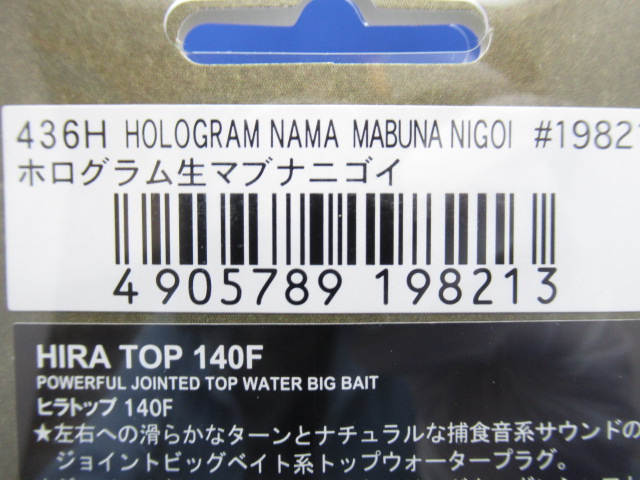 436H HOLOGRAM NAMA MABUNA NIGOI #19821
ホログラム生マブナニゴイ
4 905789 198213
HIRA TOP 140F
POWERFUL JOINTED TOP WATER BIG BAIT
ヒラトップ 140F
★左右への滑らかなターンとナチュラルな捕食音系サウンドの
ジョイントビッグベイト系トップウォータープラグ。